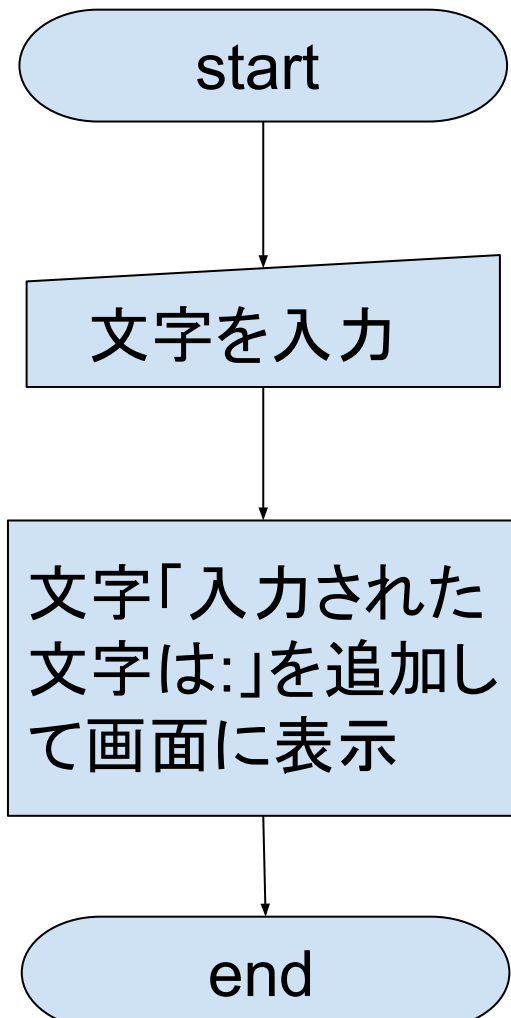 start
文字を入力
文字「入力された
文字は:」を追加し
て画面に表示
end